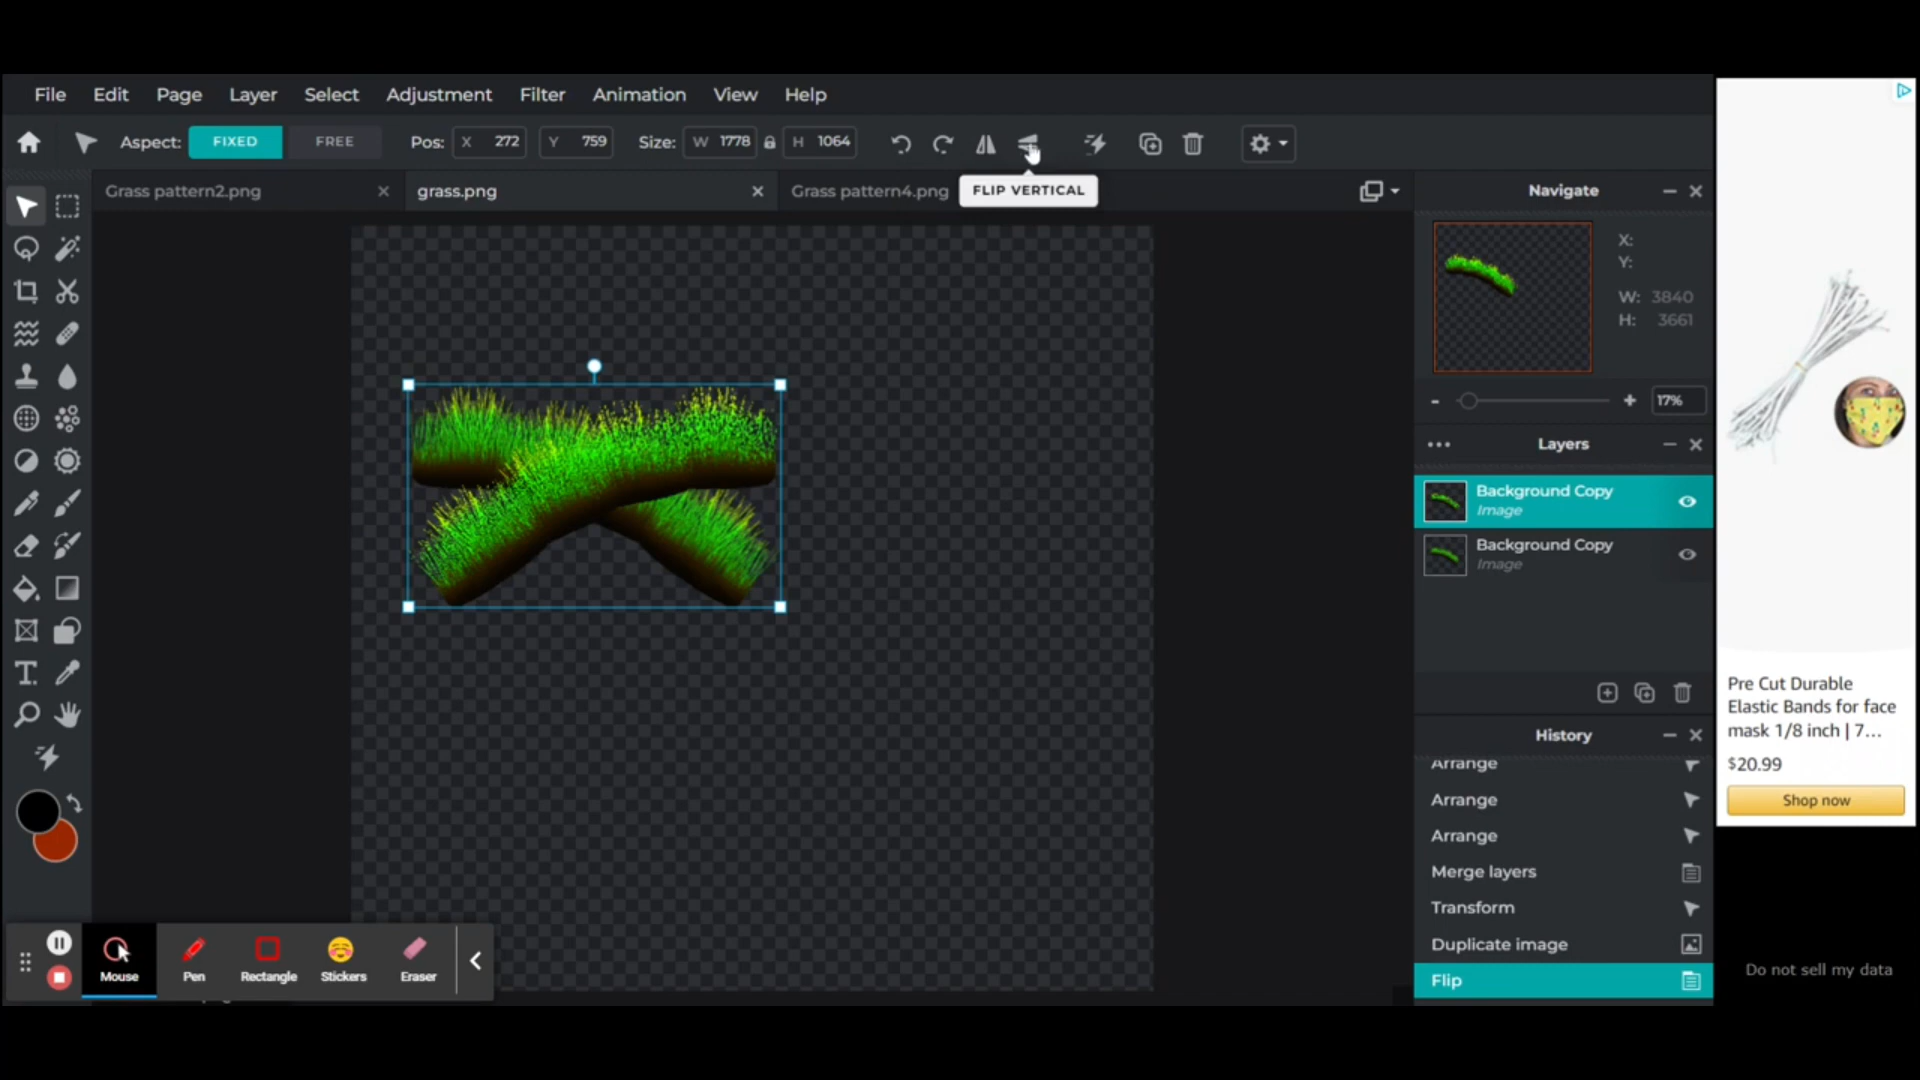 File Edit Page Layer Select Adjustment Filter Animation View Help
Aspect: FIXED FREE Pos: X 272 Y 759 Size: W 1778 H 1064
Grass pattern2.png grass.png Grass pattern4.png
FLIP VERTICAL
Navigate
X:
Y:
W: 3840
H: 3661
- + 17%
Layers
Background Copy
Image
Background Copy
Image
History
Arrange
Arrange
Arrange
Merge layers
Transform
Duplicate image
Flip
Mouse Pen Rectangle Stickers Eraser
Pre Cut Durable
Elastic Bands for face
mask 1/8 inch | 7...
$20.99
Shop now
Do not sell my data